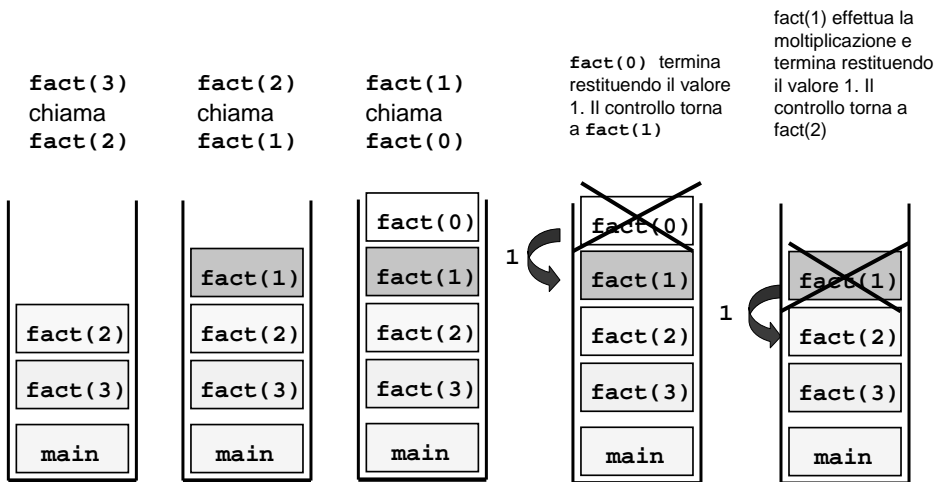 fact(3)
chiama
fact(2)
fact(2)
chiama
fact(1)
fact(1)
chiama
fact(0)
fact(0) termina
restituendo il valore
1. Il controllo torna
a fact(1)
fact(1) effettua la
moltiplicazione e
termina restituendo
il valore 1. Il
controllo torna a
fact(2)
fact(2)
fact(3)
main
fact(1)
fact(2)
fact(3)
main
fact(0)
fact(1)
fact(2)
fact(3)
main
1
fact(0)
fact(1)
fact(2)
fact(3)
main
1
fact(1)
fact(2)
fact(3)
main